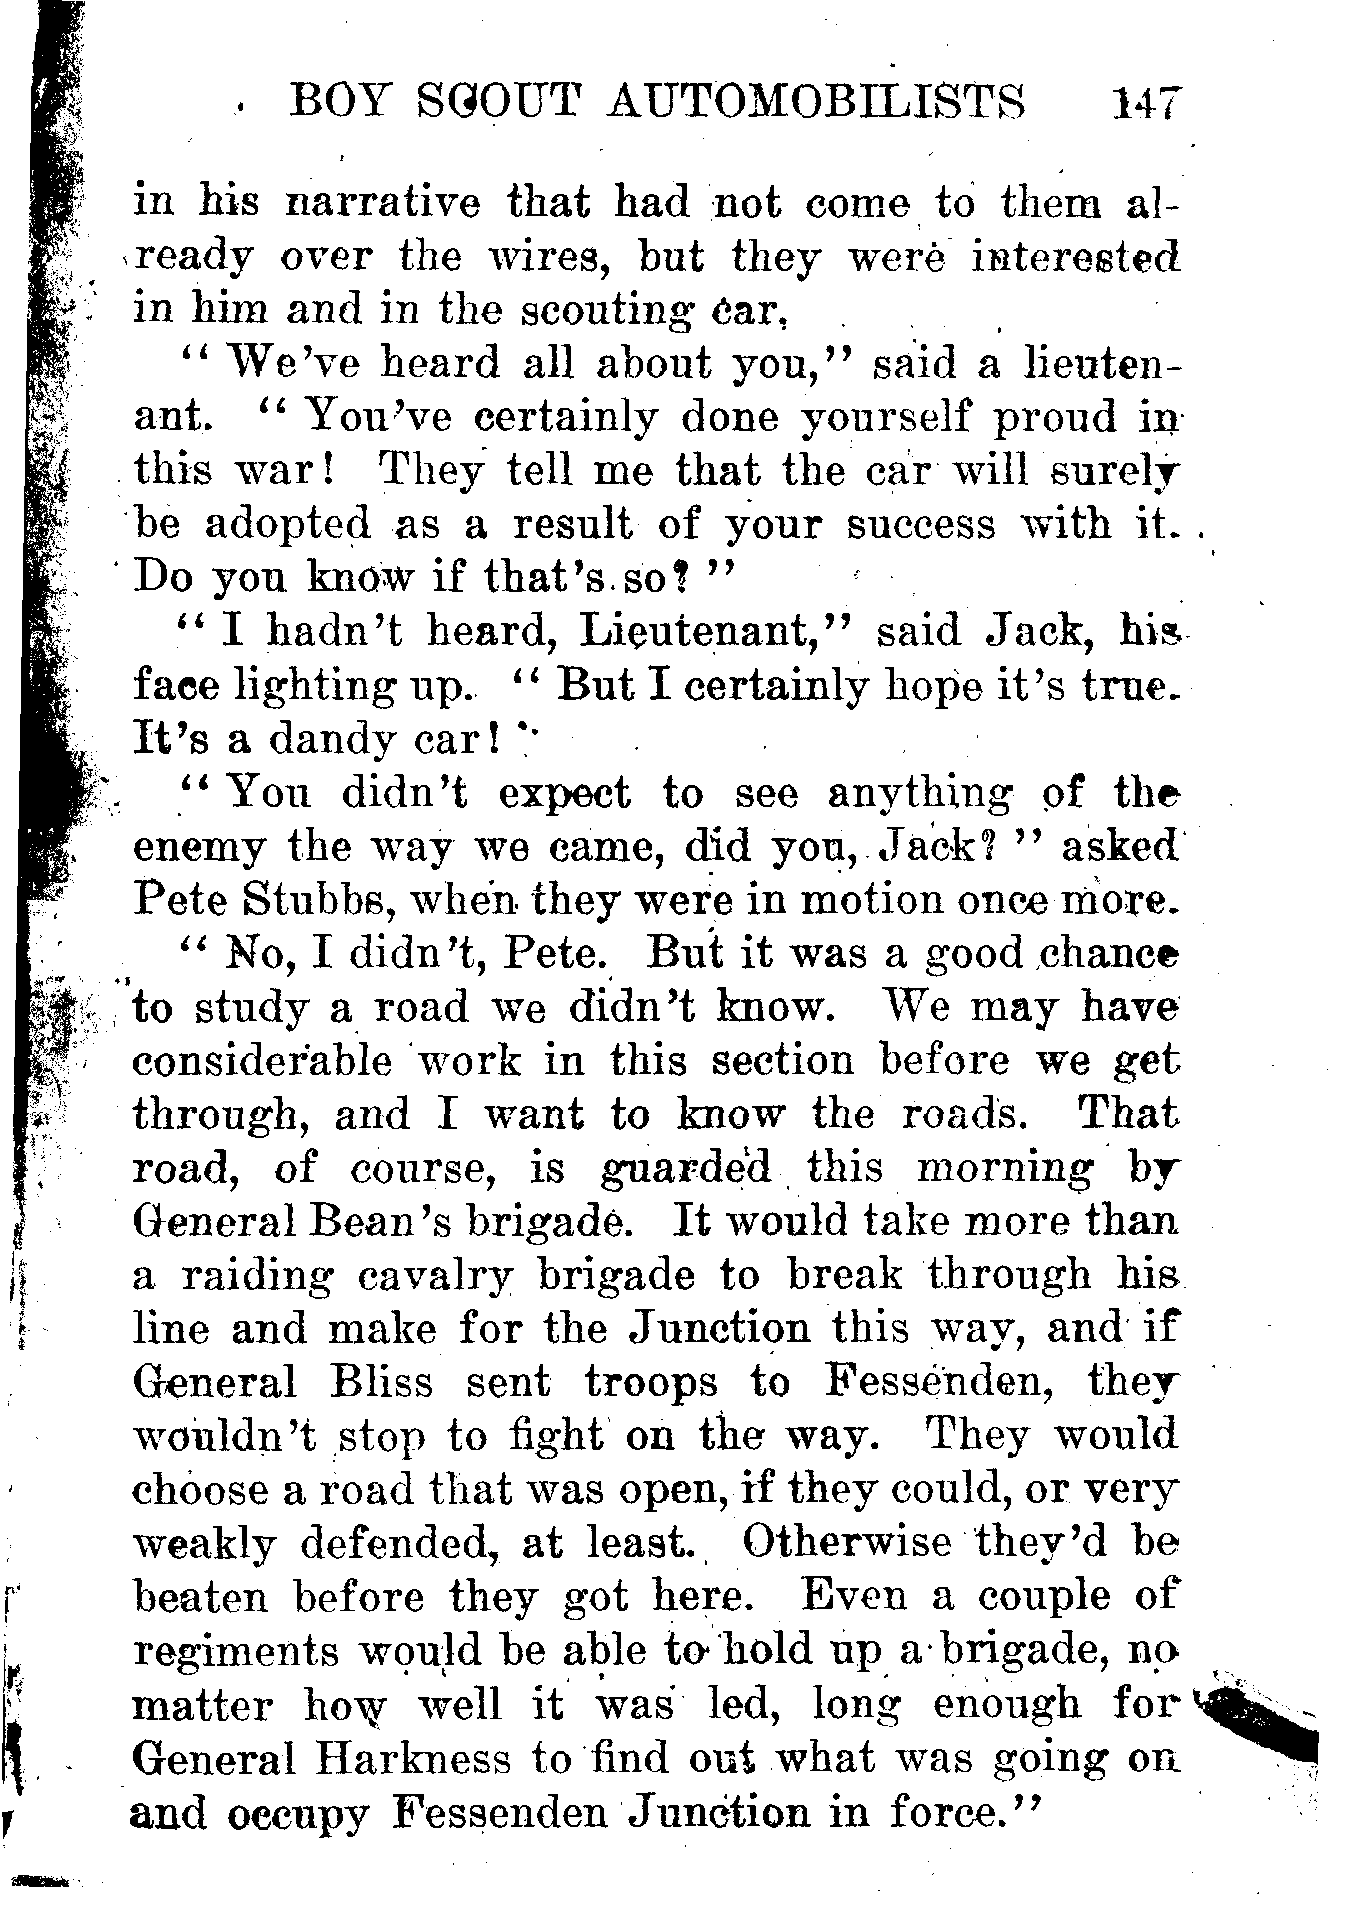 BOY SCOUT AUTOMOBILISTS 147
in his narrative that had not come to them al-
ready over the wires, but they were interested
in him and in the scouting car.
“We’ve heard all about you,” said a lieuten-
ant. “You’ve certainly done yourself proud in
this war! They tell me that the car will surely
be adopted as a result of your success with it.
Do you know if that’s so?”
“I hadn’t heard, Lieutenant,” said Jack, his
face lighting up. “But I certainly hope it’s true.
It’s a dandy car!”
“You didn’t expect to see anything of the
enemy the way we came, did you, Jack?” asked
Pete Stubbs, when they were in motion once more.
“No, I didn’t, Pete. But it was a good chance
to study a road we didn’t know. We may have
considerable work in this section before we get
through, and I want to know the roads. That
road, of course, is guarded this morning by
General Bean’s brigade. It would take more than
a raiding cavalry brigade to break through his
line and make for the Junction this way, and if
General Bliss sent troops to Fessenden, they
wouldn’t stop to fight on the way. They would
choose a road that was open, if they could, or very
weakly defended, at least. Otherwise they’d be
beaten before they got here. Even a couple of
regiments would be able to hold up a brigade, no
matter how well it was led, long enough for
General Harkness to find out what was going on
and occupy Fessenden Junction in force.”